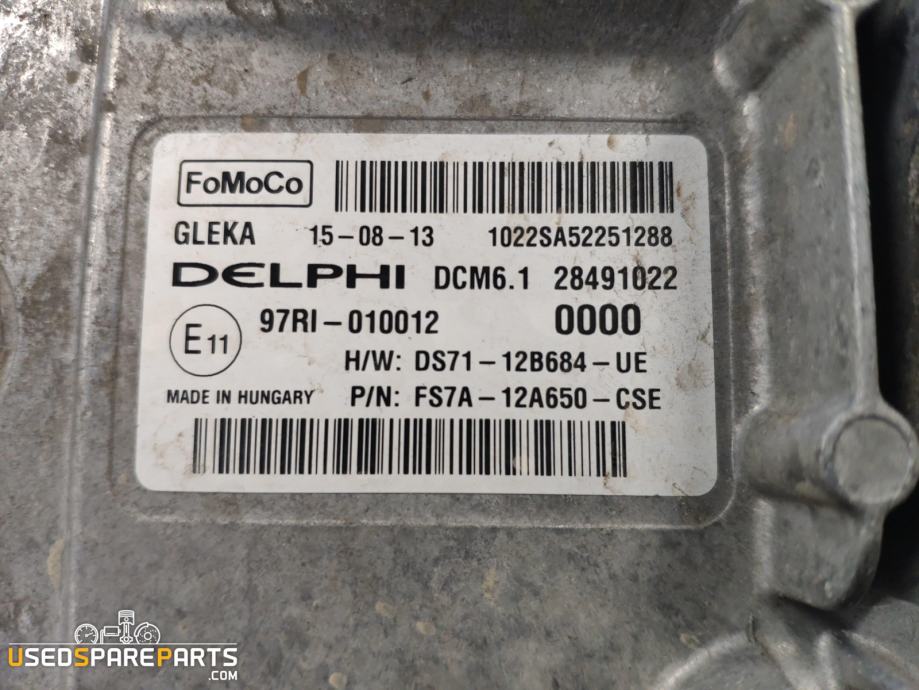 FoMoCo
GLEKA 15-08-13 1022SA52251288
DELPHI DCM6.1 28491022
E11 97RI-010012 0000
H/W: DS71-12B684-UE
MADE IN HUNGARY P/N: FS7A-12A650-CSE
USEDSPAREPARTS
.COM